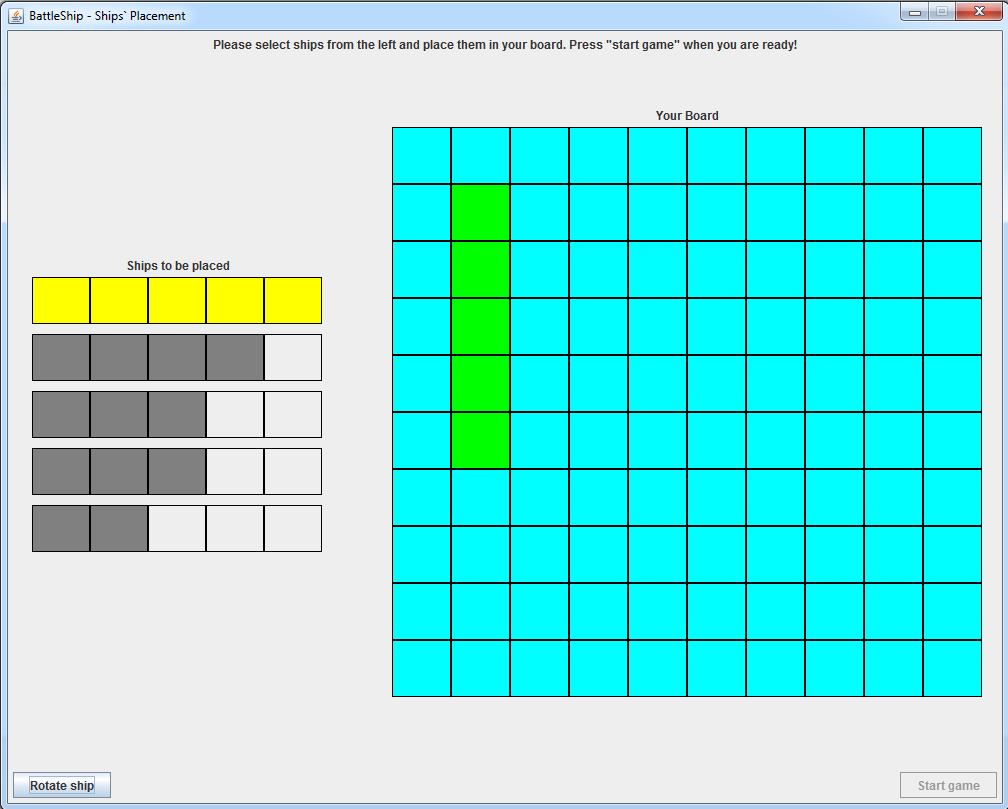 BattleShip - Ships` Placement
Please select ships from the left and place them in your board. Press "start game" when you are ready!
Your Board
Ships to be placed
Rotate ship
Start game